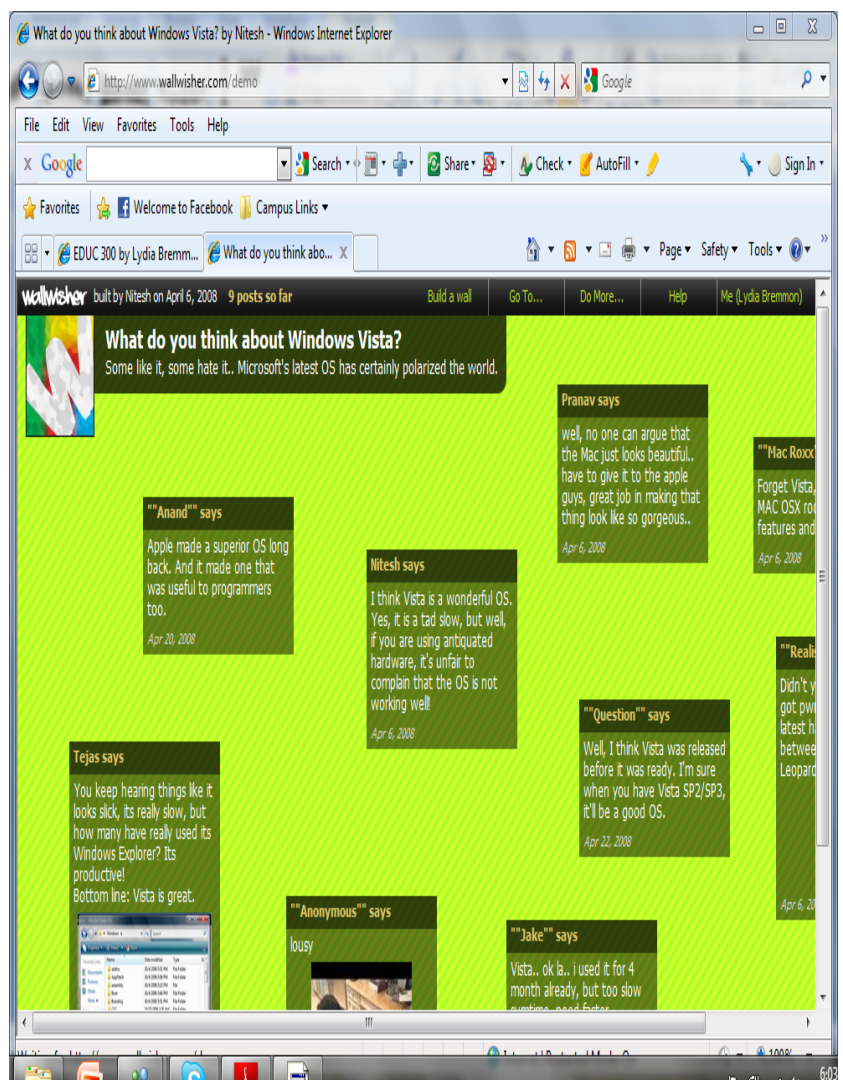 What do you think about Windows Vista? by Nitesh - Windows Internet Explorer
http://www.wallwisher.com/demo
Google
File Edit View Favorites Tools Help
x Google Search Share Check AutoFill Sign In
Favorites Welcome to Facebook Campus Links
EDUC 300 by Lydia Bremm... What do you think abo... X Page Safety Tools »
wallwisher built by Nitesh on April 6, 2008 9 posts so far Build a wall Go To... Do More... Help Me (Lydia Bremmon)
What do you think about Windows Vista?
Some like it, some hate it.. Microsoft's latest OS has certainly polarized the world.
Pranav says
well, no one can argue that
the Mac just looks beautiful..
have to give it to the apple
guys, great job in making that
thing look like so gorgeous..
Apr 6, 2008
""Mac Roxx"
Forget Vista,
MAC OSX roc
features and
Apr 6, 2008
""Anand"" says
Apple made a superior OS long
back. And it made one that
was useful to programmers
too.
Apr 20, 2008
Nitesh says
I think Vista is a wonderful OS.
Yes, it is a tad slow, but well,
if you are using antiquated
hardware, it's unfair to
complain that the OS is not
working well!
Apr 6, 2008
""Realis
Didn't y
got pwn
latest h
betwee
Leopard
Apr 6, 20
""Question"" says
Well, I think Vista was released
before it was ready. I'm sure
when you have Vista SP2/SP3,
it'll be a good OS.
Apr 22, 2008
Tejas says
You keep hearing things like it
looks slick, its really slow, but
how many have really used its
Windows Explorer? Its
productive!
Bottom line: Vista is great.
""Anonymous"" says
lousy
""Jake"" says
Vista.. ok la.. i used it for 4
month already, but too slow
sumtime, need faster
100%
6:03